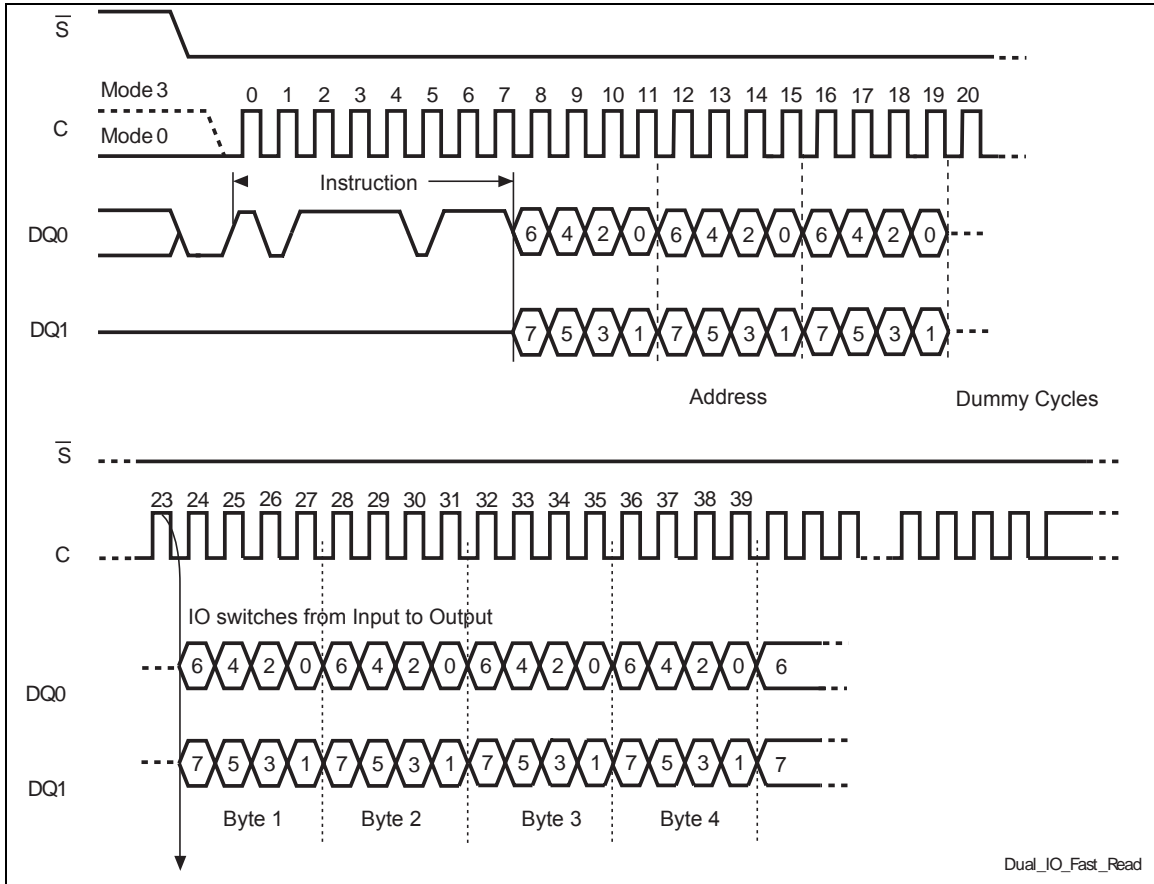 S
Mode 3
0 1 2 3 4 5 6 7 8 9 10 11 12 13 14 15 16 17 18 19 20
C
Mode 0
Instruction
DQ0 6 4 2 0 6 4 2 0 6 4 2 0
DQ1 7 5 3 1 7 5 3 1 7 5 3 1
Address Dummy Cycles
S
23 24 25 26 27 28 29 30 31 32 33 34 35 36 37 38 39
C
IO switches from Input to Output
6 4 2 0 6 4 2 0 6 4 2 0 6 4 2 0 6
DQ0
7 5 3 1 7 5 3 1 7 5 3 1 7 5 3 1 7
DQ1
Byte 1 Byte 2 Byte 3 Byte 4
Dual_IO_Fast_Read